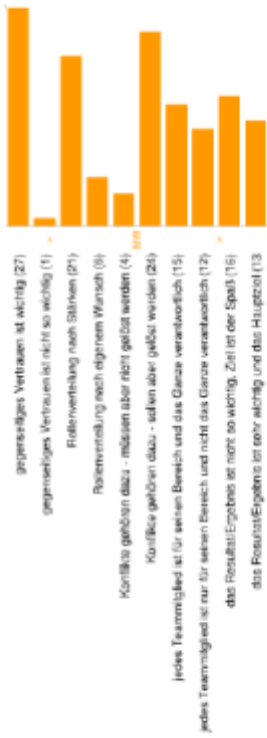 gegenseitiges Vertrauen ist wichtig (27)
gegenseitiges Vertrauen ist nicht so wichtig (1)
Rollenverteilung nach Stärken (21)
Rollenverteilung nach eigenem Wunsch (6)
Konflikte gehören dazu - müssen aber nicht gelöst werden (4)
Konflikte gehören dazu - sollen aber gelöst werden (24)
jedes Teammitglied ist für seinen Bereich und das Ganze verantwortlich (15)
jedes Teammitglied ist nur für seinen Bereich und nicht das Ganze verantwortlich (12)
das Resultat/Ergebnis ist nicht so wichtig, Ziel ist der Spaß (16)
das Resultat/Ergebnis ist sehr wichtig und das Hauptziel (13